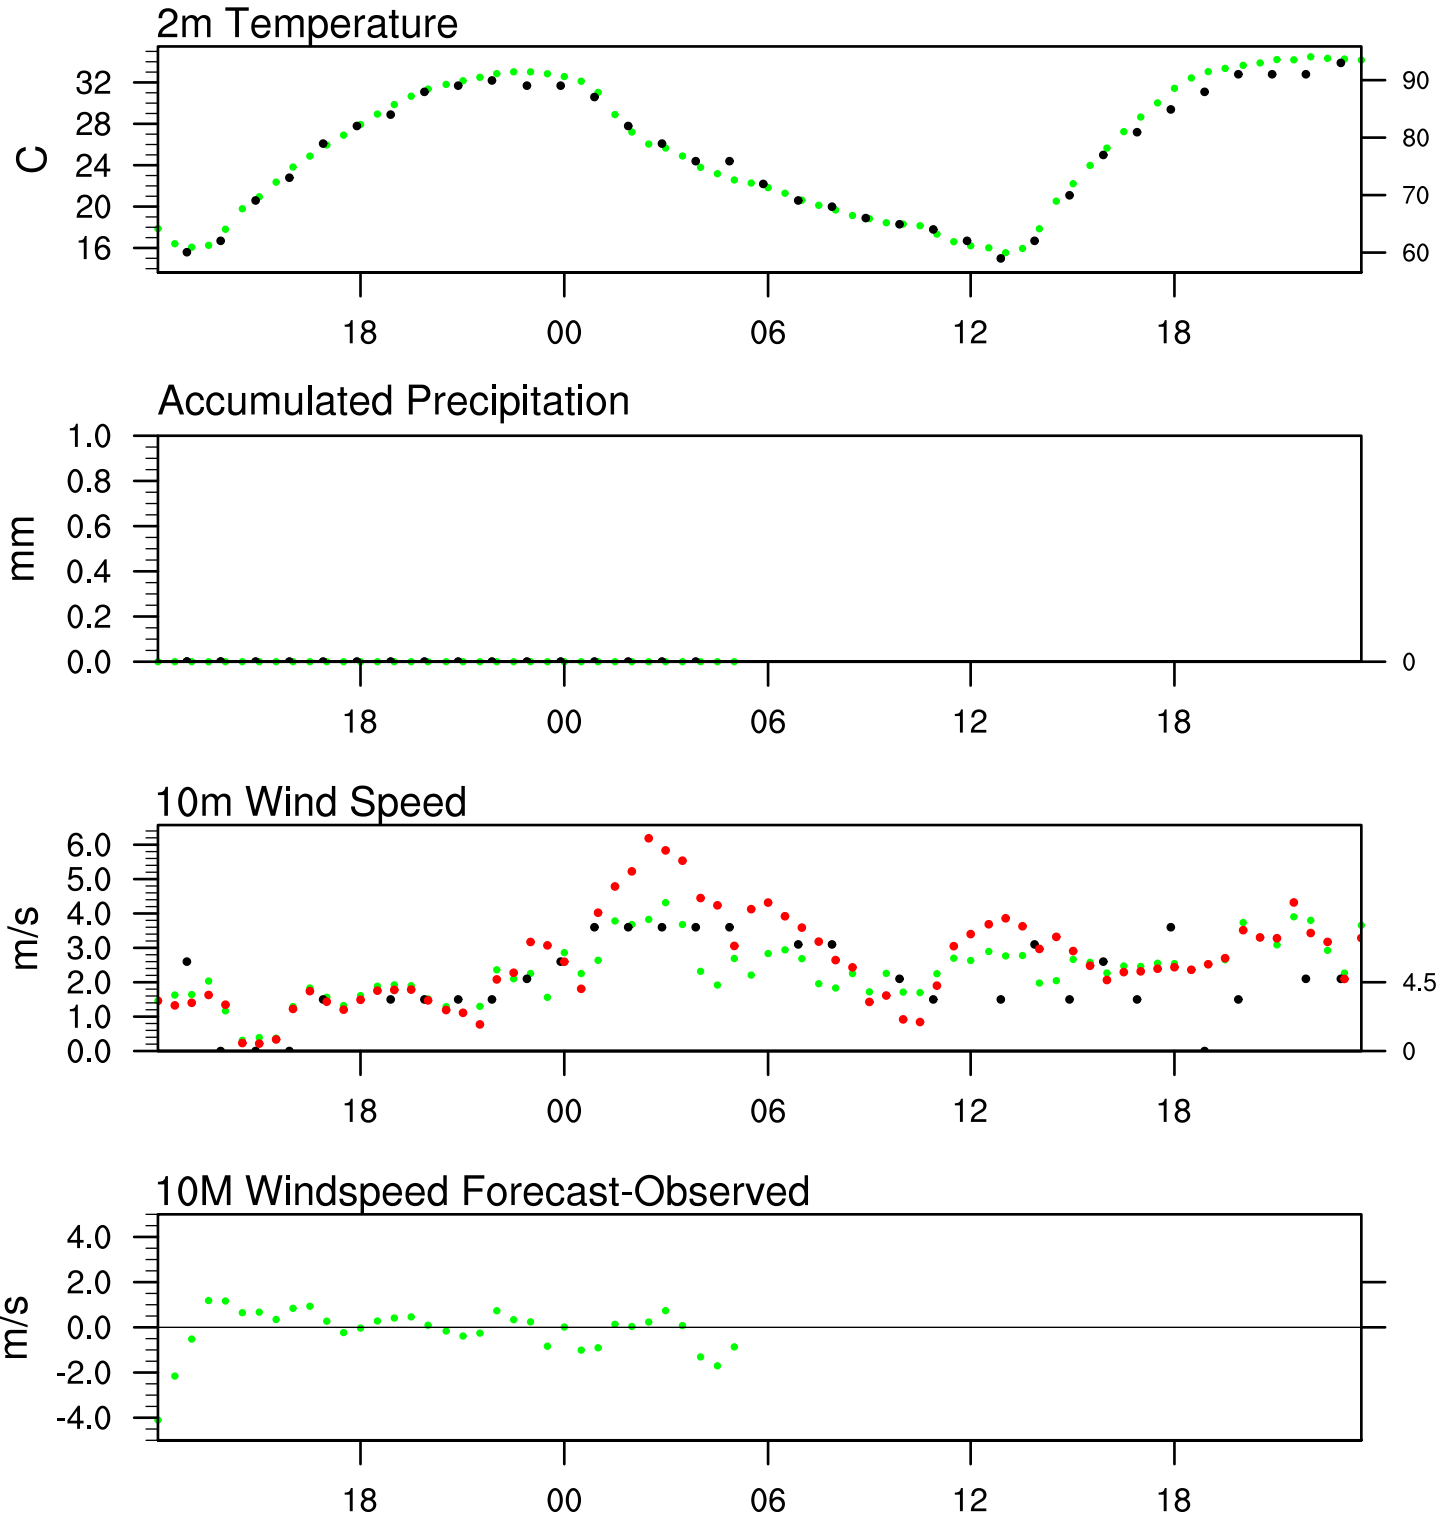 2m Temperature
C
32
28
24
20
16
90
80
70
60
18 00 06 12 18
Accumulated Precipitation
mm
1.0
0.8
0.6
0.4
0.2
0.0
0
18 00 06 12 18
10m Wind Speed
m/s
6.0
5.0
4.0
3.0
2.0
1.0
0.0
4.5
0
18 00 06 12 18
10M Windspeed Forecast-Observed
m/s
4.0
2.0
0.0
-2.0
-4.0
18 00 06 12 18